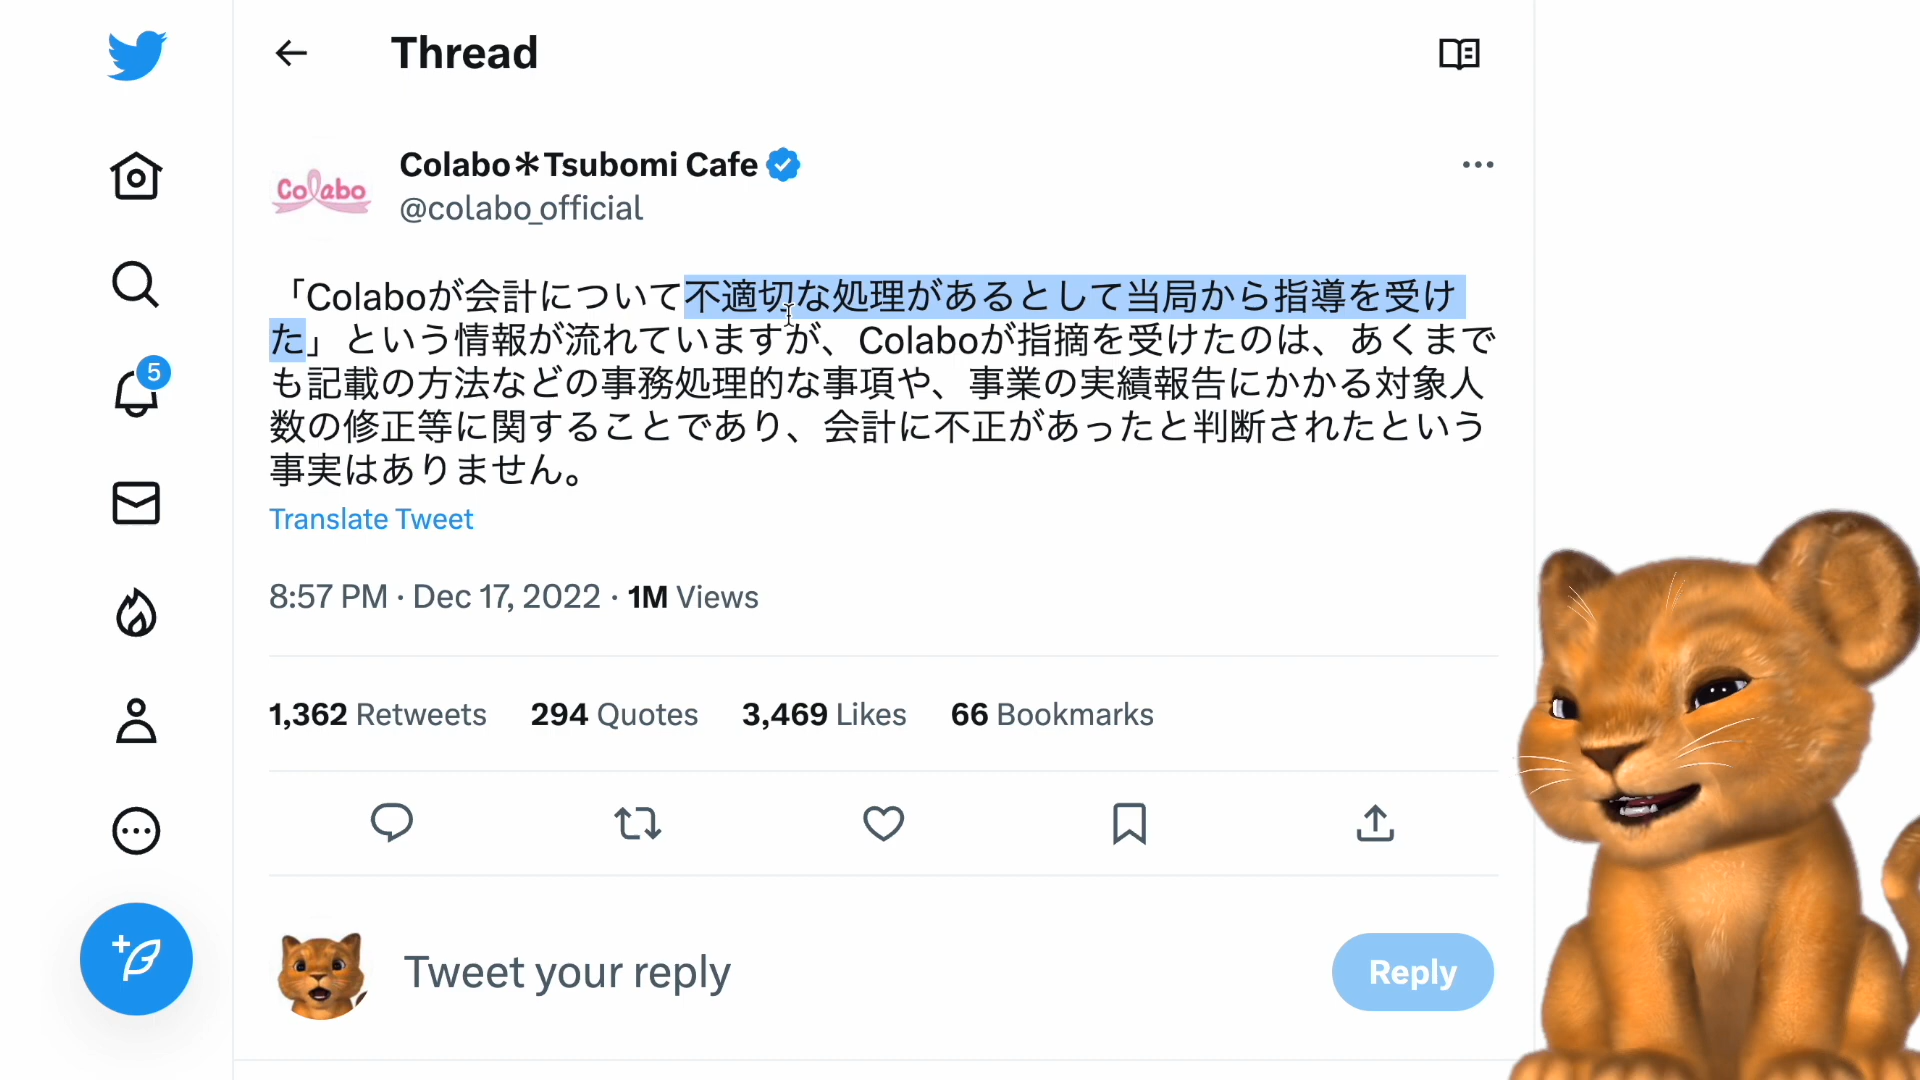 Thread
Colabo
Colabo＊Tsubomi Cafe
@colabo_official
「Colaboが会計について不適切な処理があるとして当局から指導を受け
た」という情報が流れていますが、Colaboが指摘を受けたのは、あくまで
も記載の方法などの事務処理的な事項や、事業の実績報告にかかる対象人
数の修正等に関することであり、会計に不正があったと判断されたという
事実はありません。
Translate Tweet
8:57 PM · Dec 17, 2022 · 1M Views
1,362 Retweets 294 Quotes 3,469 Likes 66 Bookmarks
5
Tweet your reply
Reply